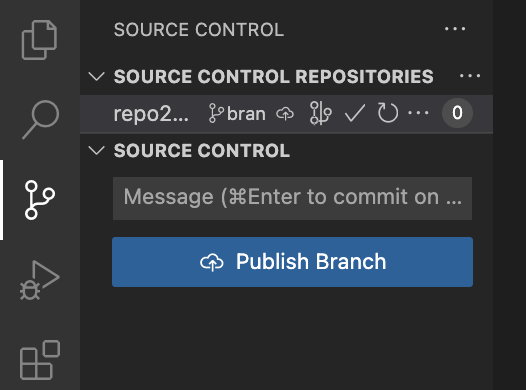 SOURCE CONTROL ...
SOURCE CONTROL REPOSITORIES ...
repo2... bran ... 0
SOURCE CONTROL
Message (⌘Enter to commit on ...
Publish Branch